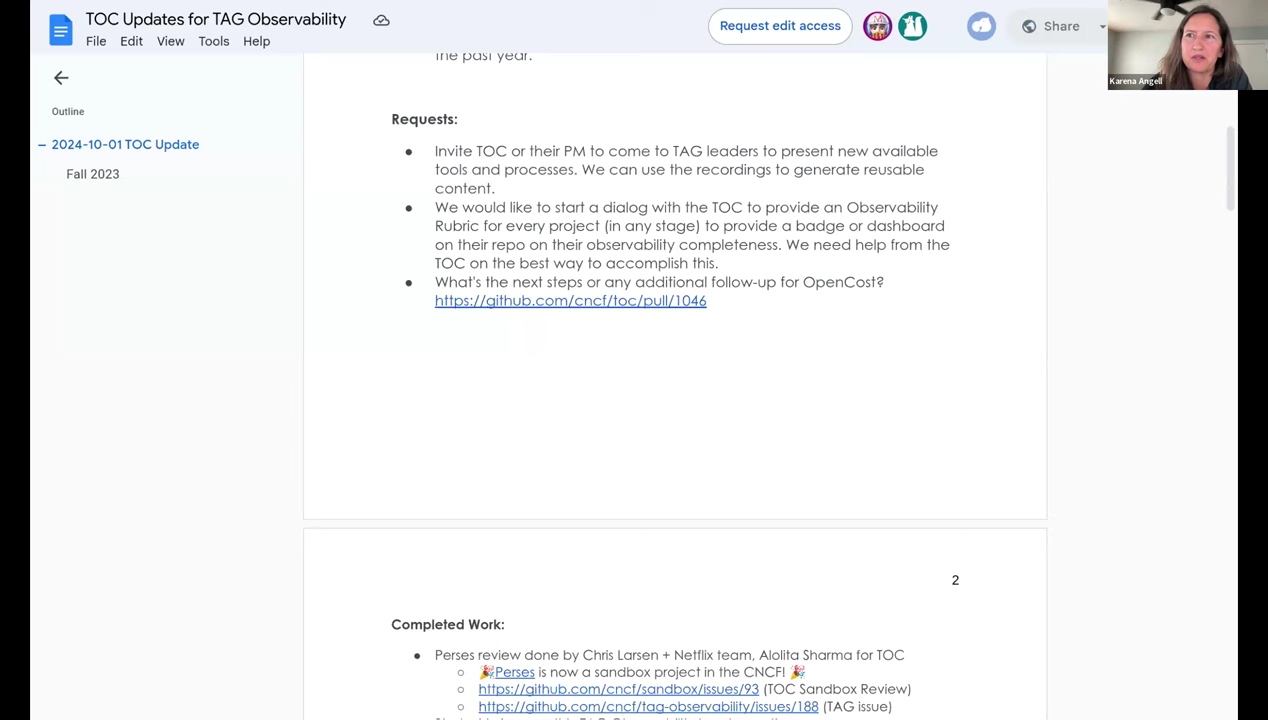 TOC Updates for TAG Observability
File Edit View Tools Help
Request edit access
Share
Karena Angell
Outline
2024-10-01 TOC Update
Fall 2023
the past year.
Requests:
● Invite TOC or their PM to come to TAG leaders to present new available
tools and processes. We can use the recordings to generate reusable
content.
● We would like to start a dialog with the TOC to provide an Observability
Rubric for every project (in any stage) to provide a badge or dashboard
on their repo on their observability completeness. We need help from the
TOC on the best way to accomplish this.
● What's the next steps or any additional follow-up for OpenCost?
https://github.com/cncf/toc/pull/1046
2
Completed Work:
● Perses review done by Chris Larsen + Netflix team, Alolita Sharma for TOC
○ 🎉Perses is now a sandbox project in the CNCF! 🎉
○ https://github.com/cncf/sandbox/issues/93 (TOC Sandbox Review)
○ https://github.com/cncf/tag-observability/issues/188 (TAG issue)